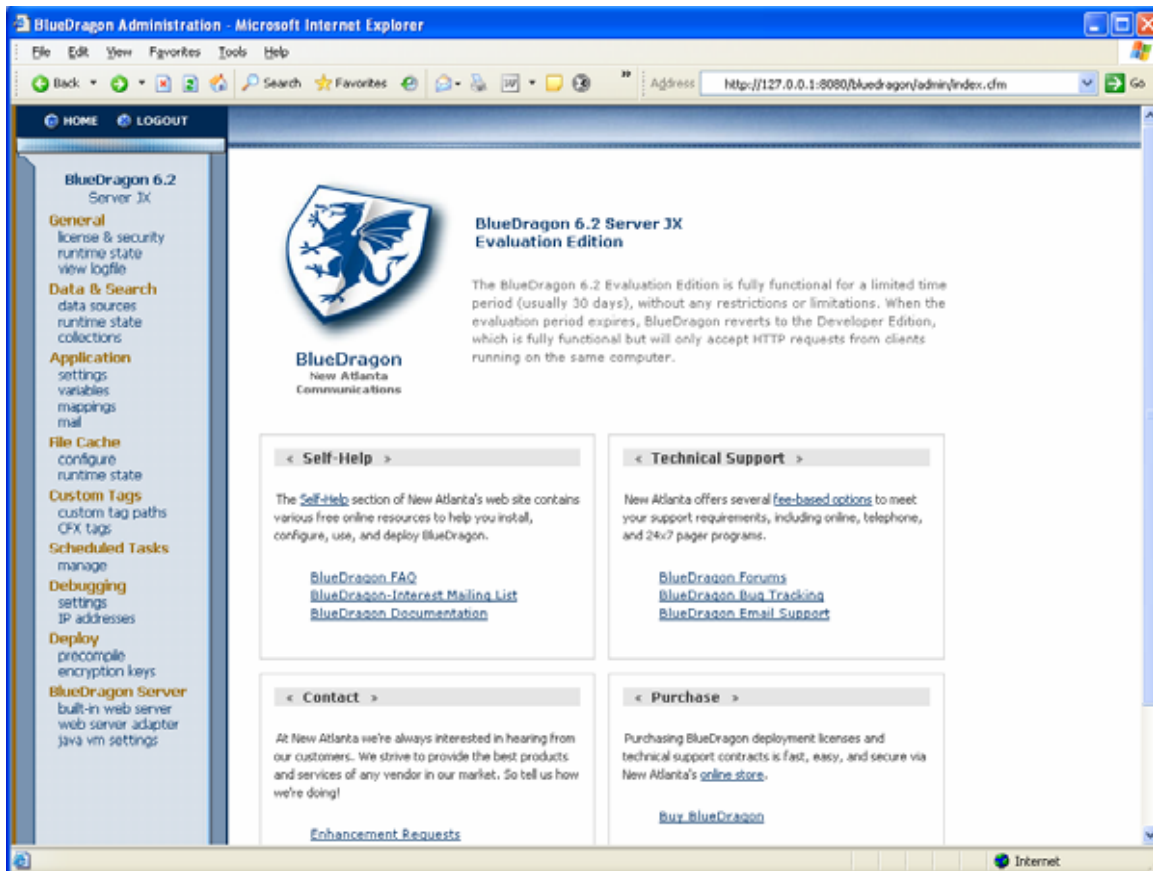 BlueDragon Administration - Microsoft Internet Explorer
File Edit View Favorites Tools Help
Back Search Favorites » Address http://127.0.0.1:8080/bluedragon/admin/index.cfm Go
HOME LOGOUT
BlueDragon 6.2
Server JX
General
license & security
runtime state
view logfile
Data & Search
data sources
runtime state
collections
Application
settings
variables
mappings
mail
File Cache
configure
runtime state
Custom Tags
custom tag paths
CFX tags
Scheduled Tasks
manage
Debugging
settings
IP addresses
Deploy
precompile
encryption keys
BlueDragon Server
built-in web server
web server adapter
java vm settings
BlueDragon
New Atlanta
Communications
BlueDragon 6.2 Server JX
Evaluation Edition
The BlueDragon 6.2 Evaluation Edition is fully functional for a limited time
period (usually 30 days), without any restrictions or limitations. When the
evaluation period expires, BlueDragon reverts to the Developer Edition,
which is fully functional but will only accept HTTP requests from clients
running on the same computer.
« Self-Help »
The Self-Help section of New Atlanta's web site contains
various free online resources to help you install,
configure, use, and deploy BlueDragon.
BlueDragon FAQ
BlueDragon-Interest Mailing List
BlueDragon Documentation
« Technical Support »
New Atlanta offers several fee-based options to meet
your support requirements, including online, telephone,
and 24x7 pager programs.
BlueDragon Forums
BlueDragon Bug Tracking
BlueDragon Email Support
« Contact »
At New Atlanta we're always interested in hearing from
our customers. We strive to provide the best products
and services of any vendor in our market. So tell us how
we're doing!
Enhancement Requests
« Purchase »
Purchasing BlueDragon deployment licenses and
technical support contracts is fast, easy, and secure via
New Atlanta's online store.
Buy BlueDragon
Internet